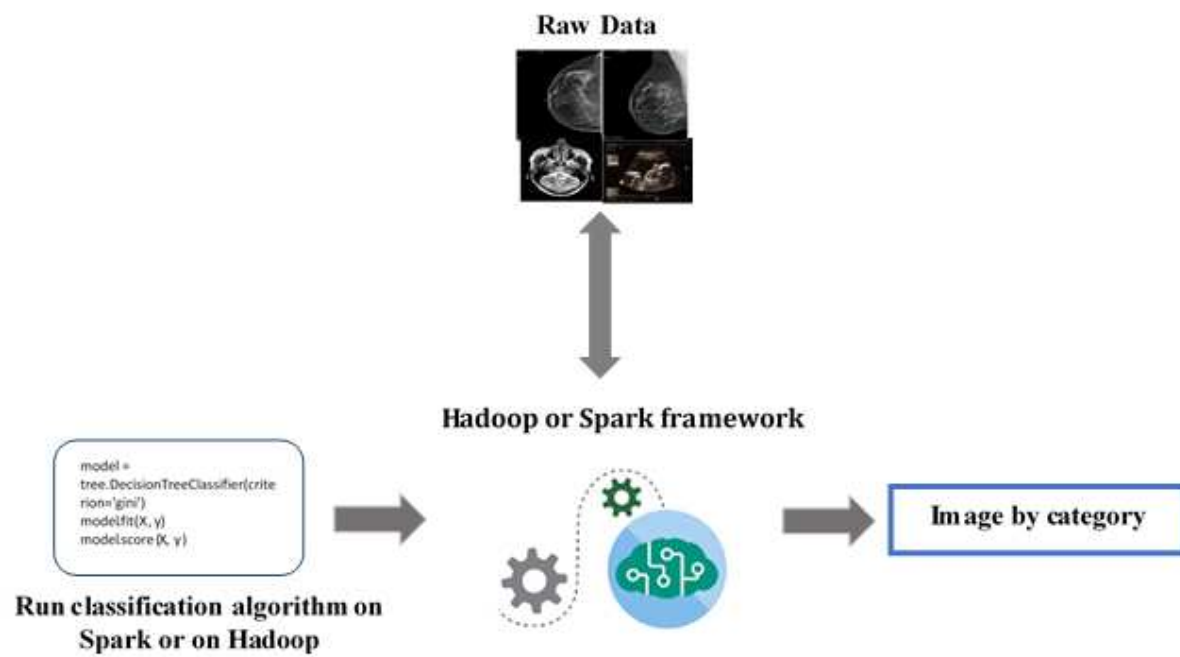 Raw Data
Hadoop or Spark framework
model =
tree.DecisionTreeClassifier(crite
rion='gini')
model.fit(X, y)
model.score(X, y)
Image by category
Run classification algorithm on
Spark or on Hadoop